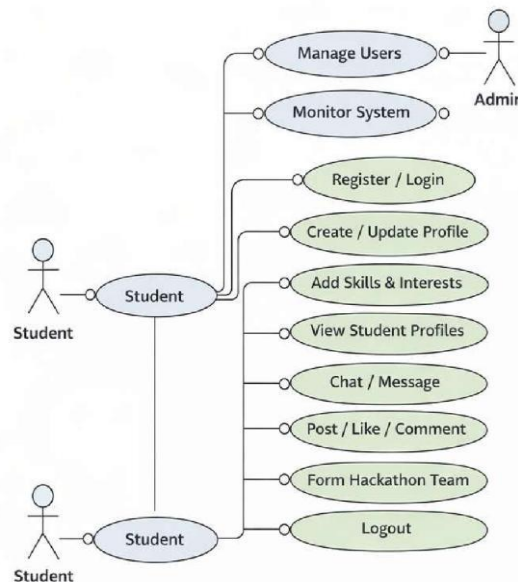 Manage Users
Admin
Monitor System
Register / Login
Create / Update Profile
Student
Student
Add Skills & Interests
View Student Profiles
Chat / Message
Post / Like / Comment
Form Hackathon Team
Logout
Student
Student